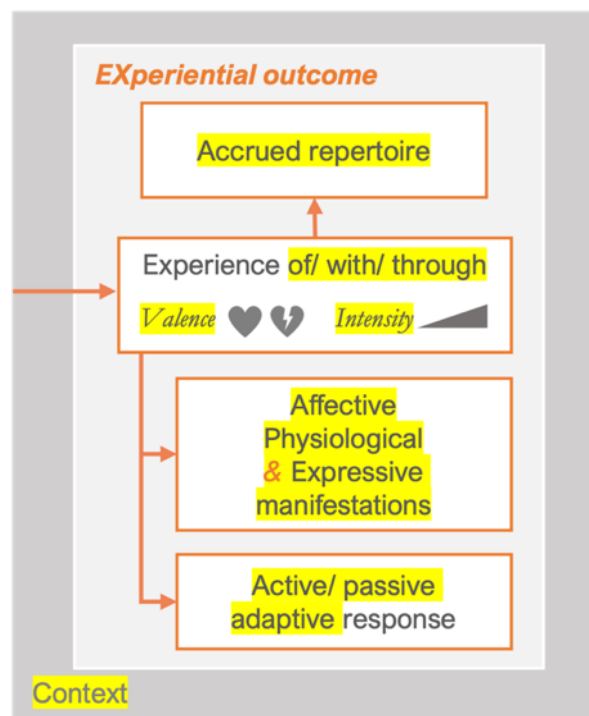 EXperiential outcome
Accrued repertoire
Experience of/ with/ through
Valence Intensity
Affective
Physiological
& Expressive
manifestations
Active/ passive
adaptive response
Context